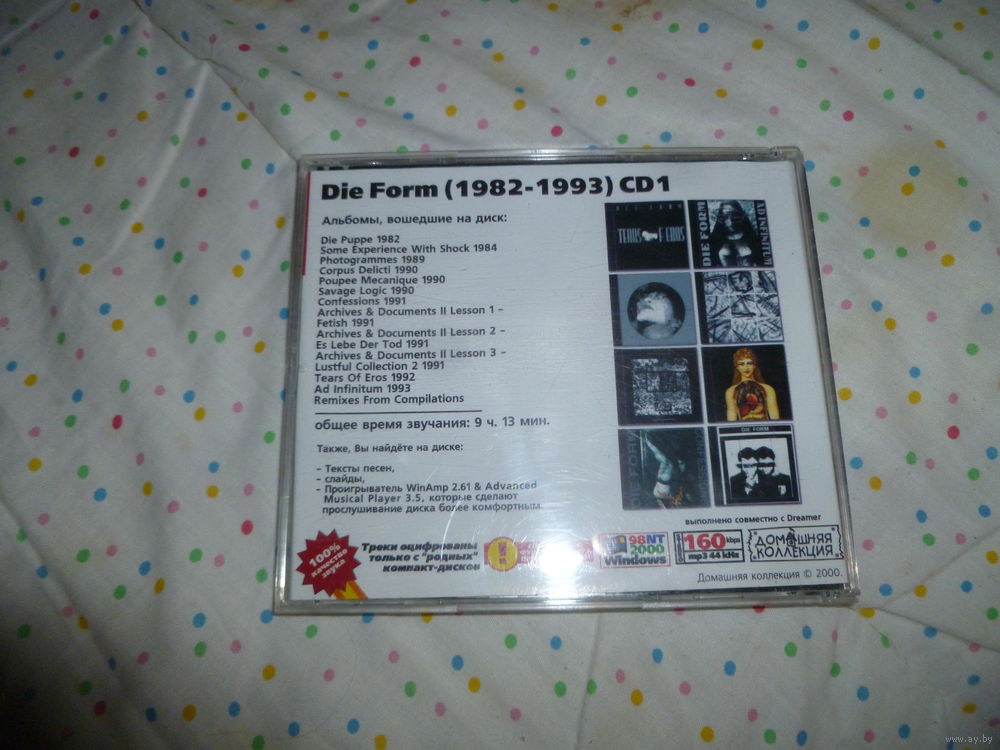 Die Form (1982-1993) CD1
Альбомы, вошедшие на диск:
Die Puppe 1982
Some Experience With Shock 1984
Photogrammes 1989
Corpus Delicti 1990
Poupee Mecanique 1990
Savage Logic 1990
Confessions 1991
Archives & Documents II Lesson 1 –
Fetish 1991
Archives & Documents II Lesson 2 –
Es Lebe Der Tod 1991
Archives & Documents II Lesson 3 –
Lustful Collection 2 1991
Tears Of Eros 1992
Ad Infinitum 1993
Remixes From Compilations
общее время звучания: 9 ч. 13 мин.
Также, Вы найдёте на диске:
– Тексты песен,
– слайды,
– Проигрыватель WinAmp 2.61 & Advanced
Musical Player 3.5, которые сделают
прослушивание диска более комфортным.
TEARS OF EROS
DIE FORM
AD INFINITUM
DIE FORM
DIE FORM
выполнено совместно с Dreamer
100%
качество
звука
Треки оцифрованы
только с "родных"
компакт-дисков
98NT
2000
Windows
160 kbps
mp3 44 kHz
ДОМАШНЯЯ
КОЛЛЕКЦИЯ
Домашняя коллекция © 2000.
www.ay.by